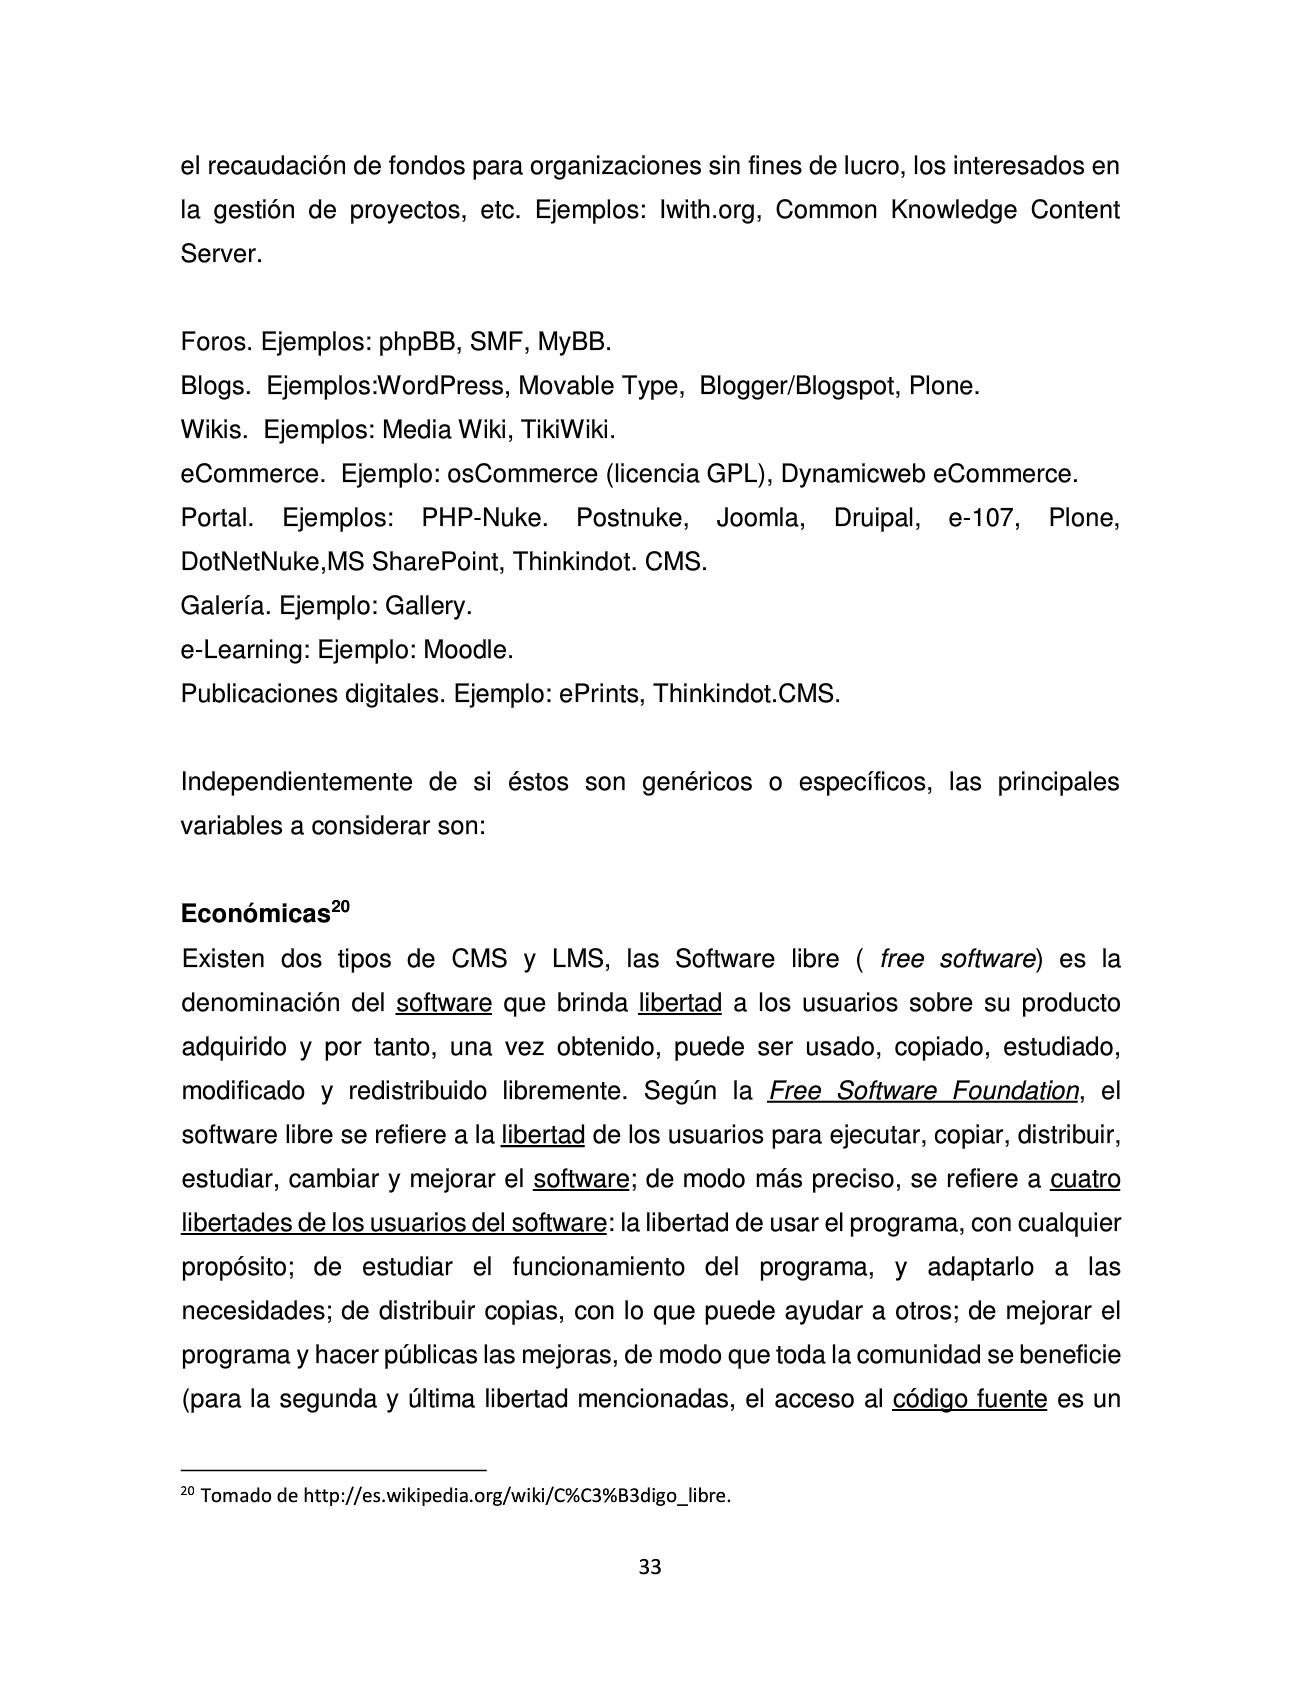 el recaudación de fondos para organizaciones sin fines de lucro, los interesados en
la gestión de proyectos, etc. Ejemplos: Iwith.org, Common Knowledge Content
Server.
Foros. Ejemplos: phpBB, SMF, MyBB.
Blogs.  Ejemplos:WordPress, Movable Type,  Blogger/Blogspot, Plone.
Wikis.  Ejemplos: Media Wiki, TikiWiki.
eCommerce.  Ejemplo: osCommerce (licencia GPL), Dynamicweb eCommerce.
Portal. Ejemplos: PHP-Nuke. Postnuke, Joomla, Druipal, e-107, Plone,
DotNetNuke,MS SharePoint, Thinkindot. CMS.
Galería. Ejemplo: Gallery.
e-Learning: Ejemplo: Moodle.
Publicaciones digitales. Ejemplo: ePrints, Thinkindot.CMS.
Independientemente de si éstos son genéricos o específicos, las principales
variables a considerar son:
Económicas20
Existen dos tipos de CMS y LMS, las Software libre ( free software) es la
denominación del software que brinda libertad a los usuarios sobre su producto
adquirido y por tanto, una vez obtenido, puede ser usado, copiado, estudiado,
modificado y redistribuido libremente. Según la Free Software Foundation, el
software libre se refiere a la libertad de los usuarios para ejecutar, copiar, distribuir,
estudiar, cambiar y mejorar el software; de modo más preciso, se refiere a cuatro
libertades de los usuarios del software: la libertad de usar el programa, con cualquier
propósito; de estudiar el funcionamiento del programa, y adaptarlo a las
necesidades; de distribuir copias, con lo que puede ayudar a otros; de mejorar el
programa y hacer públicas las mejoras, de modo que toda la comunidad se beneficie
(para la segunda y última libertad mencionadas, el acceso al código fuente es un
20 Tomado de http://es.wikipedia.org/wiki/C%C3%B3digo_libre.
33